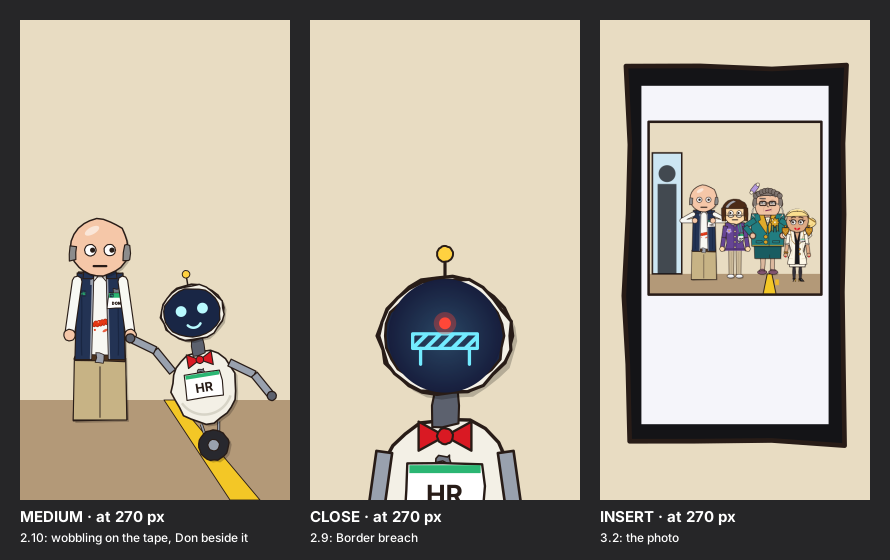 DON
HR
HR
MEDIUM · at 270 px
2.10: wobbling on the tape, Don beside it
CLOSE · at 270 px
2.9: Border breach
INSERT · at 270 px
3.2: the photo